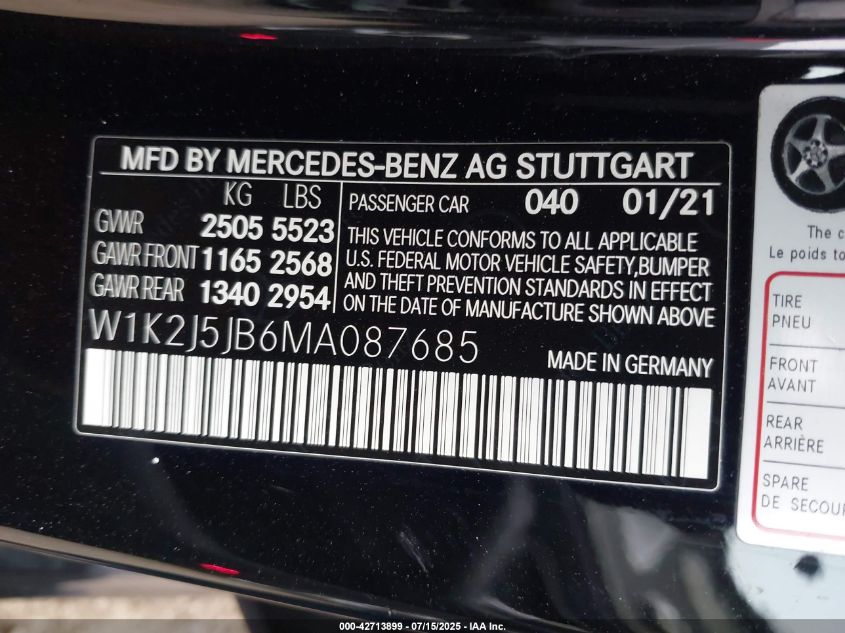 MFD BY MERCEDES-BENZ AG STUTTGART
KG LBS
GVWR 2505 5523
GAWR FRONT 1165 2568
GAWR REAR 1340 2954
PASSENGER CAR 040 01/21
THIS VEHICLE CONFORMS TO ALL APPLICABLE
U.S. FEDERAL MOTOR VEHICLE SAFETY,BUMPER
AND THEFT PREVENTION STANDARDS IN EFFECT
ON THE DATE OF MANUFACTURE SHOWN ABOVE.
W1K2J5JB6MA087685
MADE IN GERMANY
The c
Le poids to
TIRE
PNEU
FRONT
AVANT
REAR
ARRIÈRE
SPARE
DE SECOUR
000-42713899 - 07/15/2025 - IAA Inc.